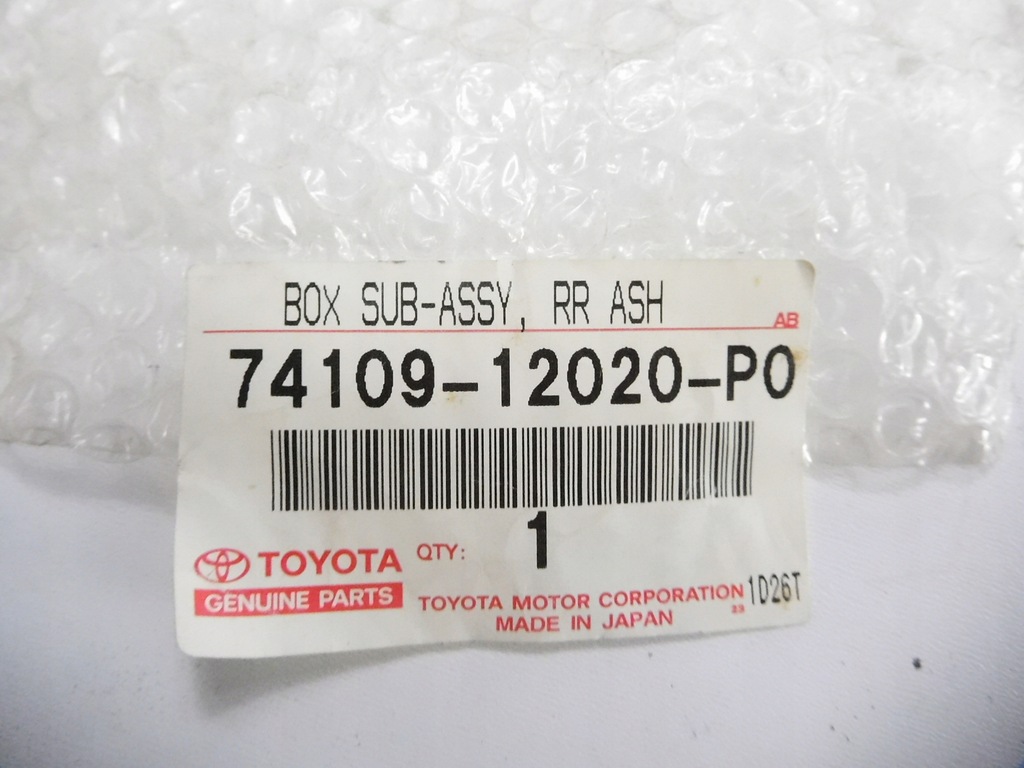 BOX SUB-ASSY, RR ASH
AB
74109-12020-P0
TOYOTA
GENUINE PARTS
QTY: 1
TOYOTA MOTOR CORPORATION 33 1D26T
MADE IN JAPAN